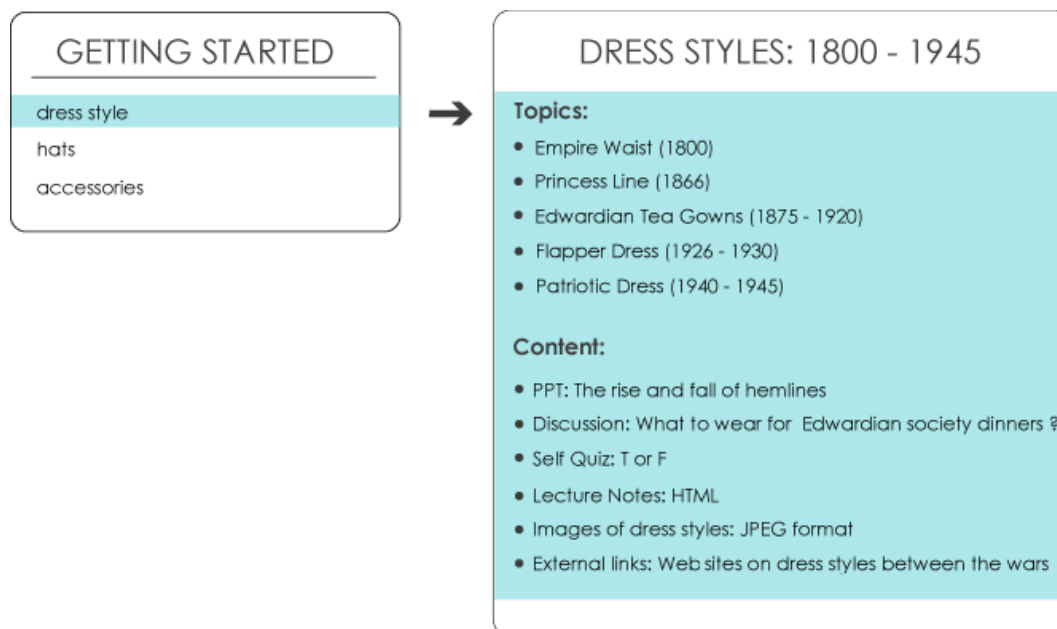 GETTING STARTED
dress style
hats
accessories
DRESS STYLES: 1800 - 1945
Topics:
• Empire Waist (1800)
• Princess Line (1866)
• Edwardian Tea Gowns (1875 - 1920)
• Flapper Dress (1926 - 1930)
• Patriotic Dress (1940 - 1945)
Content:
• PPT: The rise and fall of hemlines
• Discussion: What to wear for Edwardian society dinners ?
• Self Quiz: T or F
• Lecture Notes: HTML
• Images of dress styles: JPEG format
• External links: Web sites on dress styles between the wars